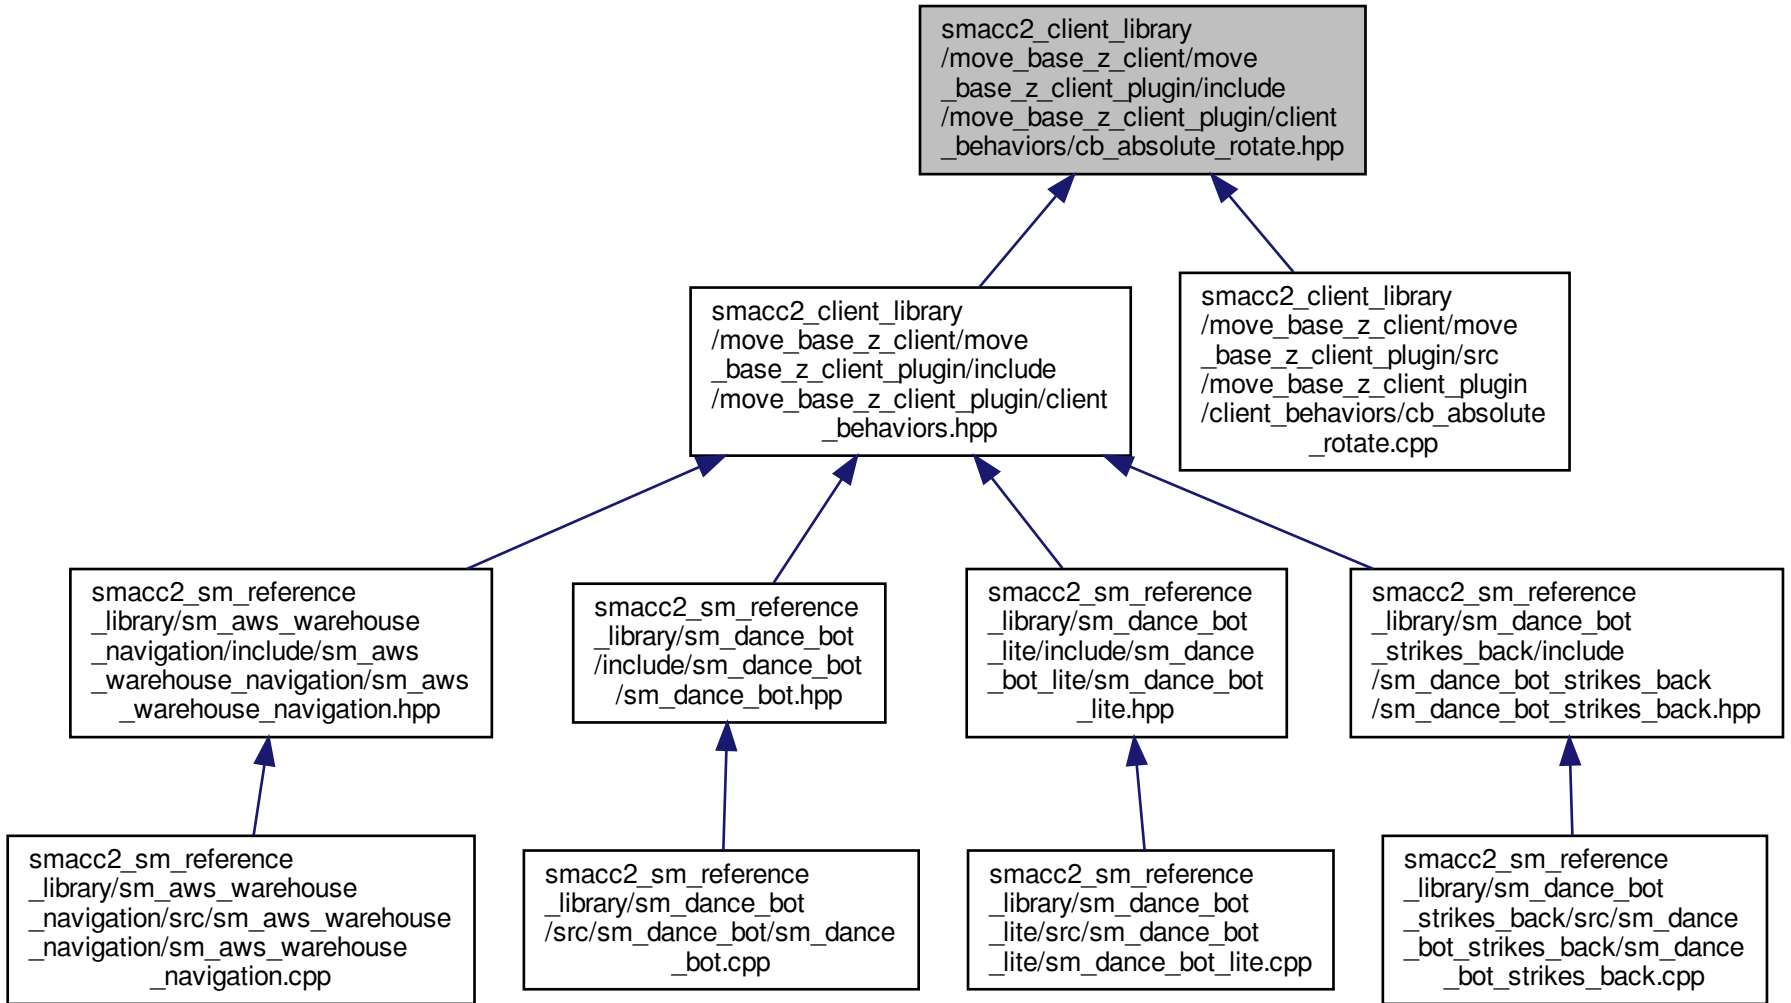 smacc2_client_library
/move_base_z_client/move
_base_z_client_plugin/include
/move_base_z_client_plugin/client
_behaviors/cb_absolute_rotate.hpp
smacc2_client_library
/move_base_z_client/move
_base_z_client_plugin/include
/move_base_z_client_plugin/client
_behaviors.hpp
smacc2_client_library
/move_base_z_client/move
_base_z_client_plugin/src
/move_base_z_client_plugin
/client_behaviors/cb_absolute
_rotate.cpp
smacc2_sm_reference
_library/sm_aws_warehouse
_navigation/include/sm_aws
_warehouse_navigation/sm_aws
_warehouse_navigation.hpp
smacc2_sm_reference
_library/sm_dance_bot
/include/sm_dance_bot
/sm_dance_bot.hpp
smacc2_sm_reference
_library/sm_dance_bot
_lite/include/sm_dance
_bot_lite/sm_dance_bot
_lite.hpp
smacc2_sm_reference
_library/sm_dance_bot
_strikes_back/include
/sm_dance_bot_strikes_back
/sm_dance_bot_strikes_back.hpp
smacc2_sm_reference
_library/sm_aws_warehouse
_navigation/src/sm_aws_warehouse
_navigation/sm_aws_warehouse
_navigation.cpp
smacc2_sm_reference
_library/sm_dance_bot
/src/sm_dance_bot/sm_dance
_bot.cpp
smacc2_sm_reference
_library/sm_dance_bot
_lite/src/sm_dance_bot
_lite/sm_dance_bot_lite.cpp
smacc2_sm_reference
_library/sm_dance_bot
_strikes_back/src/sm_dance
_bot_strikes_back/sm_dance
_bot_strikes_back.cpp